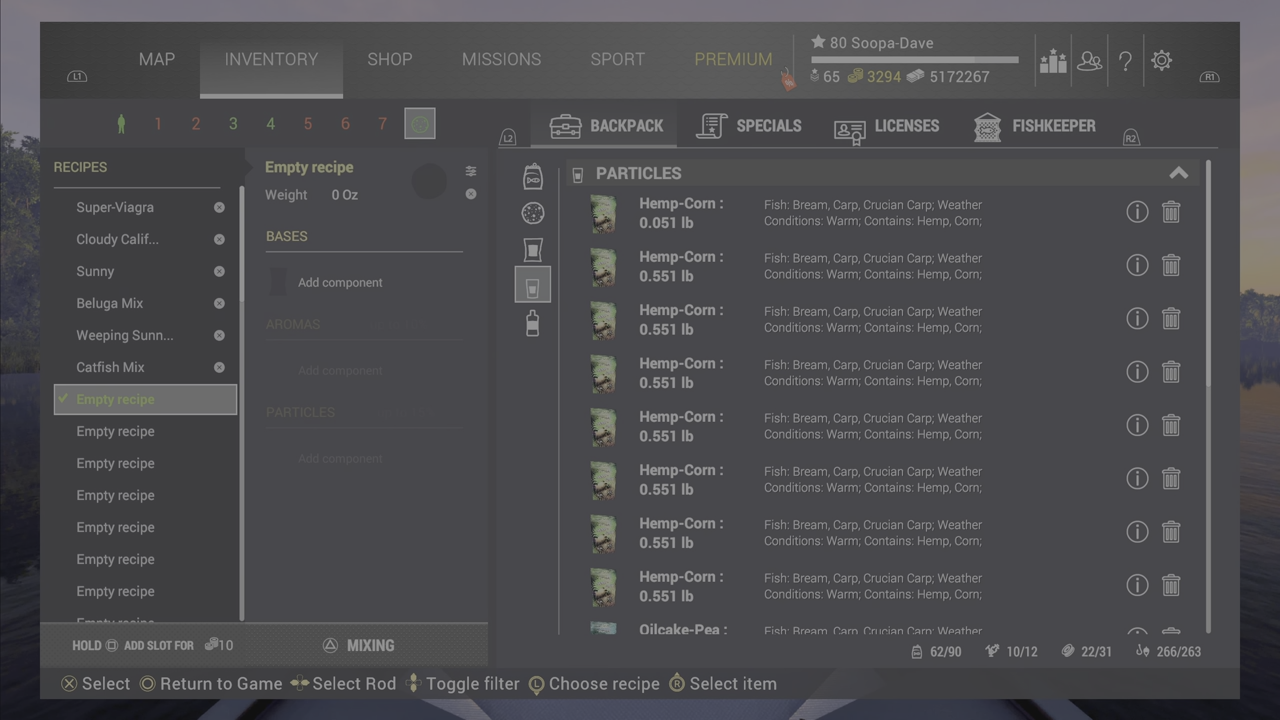 L1
MAP
INVENTORY
SHOP
MISSIONS
SPORT
PREMIUM
80 Soopa-Dave
65 3294 5172267
?
R1
1 2 3 4 5 6 7
L2
BACKPACK
SPECIALS
LICENSES
FISHKEEPER
R2
RECIPES
Super-Viagra
Cloudy Calif...
Sunny
Beluga Mix
Weeping Sunn...
Catfish Mix
Empty recipe
Empty recipe
Empty recipe
Empty recipe
Empty recipe
Empty recipe
Empty recipe
Empty recipe
HOLD ADD SLOT FOR 10
Empty recipe
Weight 0 Oz
BASES
Add component
AROMAS
Add component
PARTICLES
Add component
MIXING
PARTICLES
Hemp-Corn :
0.051 lb
Fish: Bream, Carp, Crucian Carp; Weather
Conditions: Warm; Contains: Hemp, Corn;
Hemp-Corn :
0.551 lb
Fish: Bream, Carp, Crucian Carp; Weather
Conditions: Warm; Contains: Hemp, Corn;
Hemp-Corn :
0.551 lb
Fish: Bream, Carp, Crucian Carp; Weather
Conditions: Warm; Contains: Hemp, Corn;
Hemp-Corn :
0.551 lb
Fish: Bream, Carp, Crucian Carp; Weather
Conditions: Warm; Contains: Hemp, Corn;
Hemp-Corn :
0.551 lb
Fish: Bream, Carp, Crucian Carp; Weather
Conditions: Warm; Contains: Hemp, Corn;
Hemp-Corn :
0.551 lb
Fish: Bream, Carp, Crucian Carp; Weather
Conditions: Warm; Contains: Hemp, Corn;
Hemp-Corn :
0.551 lb
Fish: Bream, Carp, Crucian Carp; Weather
Conditions: Warm; Contains: Hemp, Corn;
Hemp-Corn :
0.551 lb
Fish: Bream, Carp, Crucian Carp; Weather
Conditions: Warm; Contains: Hemp, Corn;
Oilcake-Pea :
Fish: Bream, Carp, Crucian Carp; Weather
62/90 10/12 22/31 266/263
Select Return to Game Select Rod Toggle filter L Choose recipe R Select item